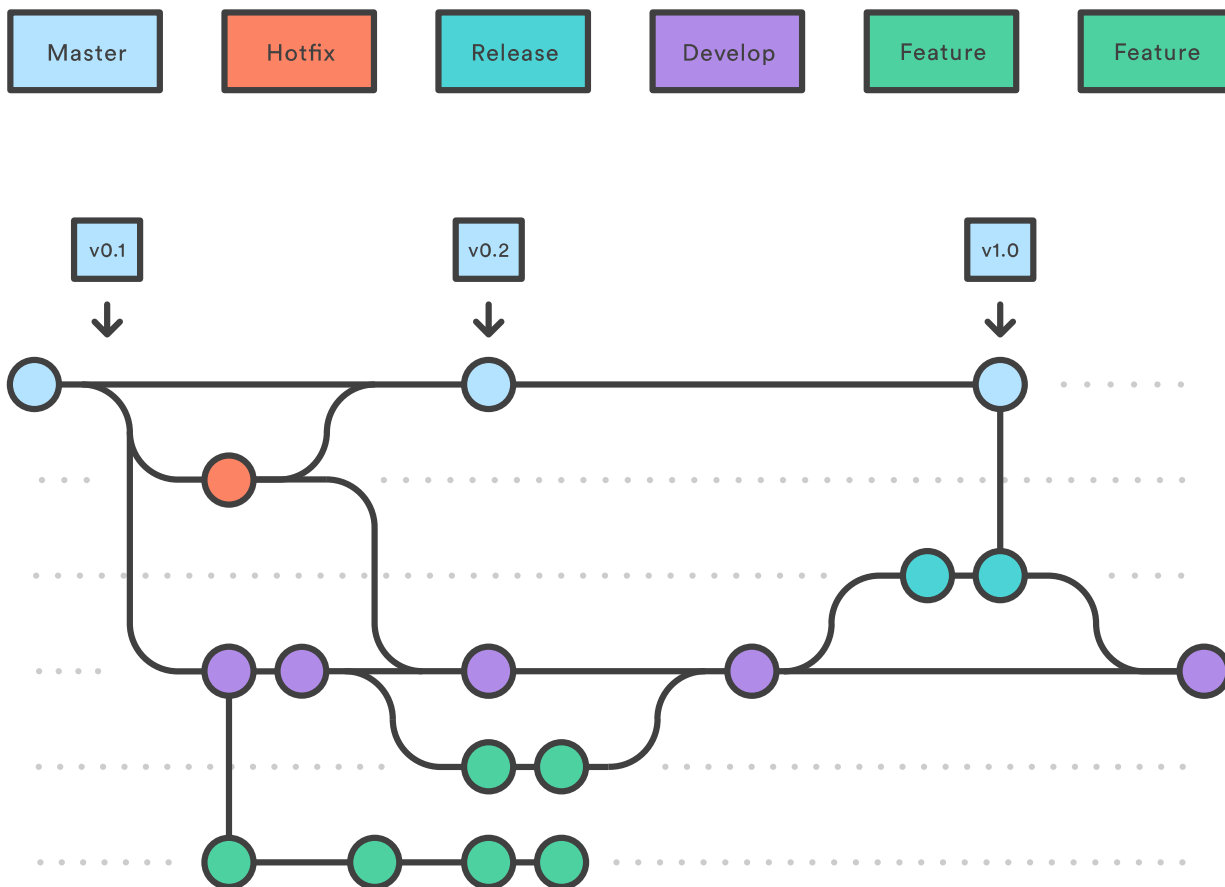 Master
Hotfix
Release
Develop
Feature
Feature
v0.1
v0.2
v1.0